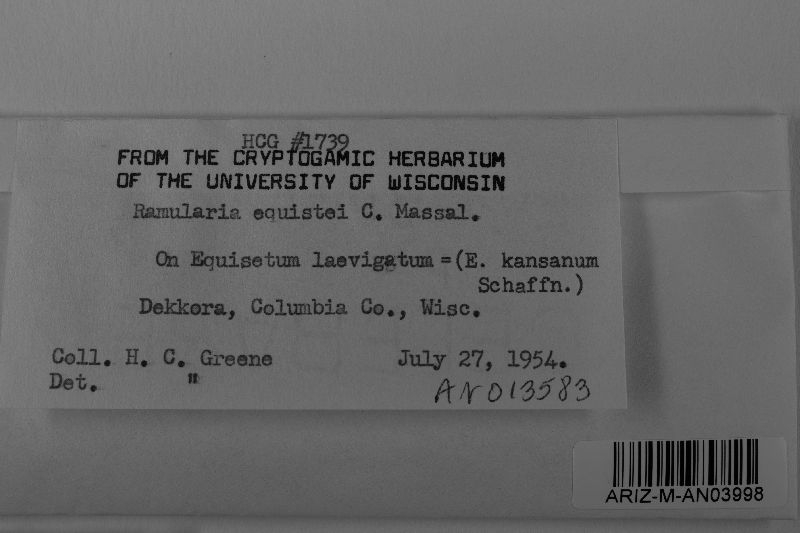 HCG #1739
FROM THE CRYPTOGAMIC HERBARIUM
OF THE UNIVERSITY OF WISCONSIN
Ramularia equistei C. Massal.
On Equisetum laevigatum = (E. kansanum
Schaffn.)
Dekkora, Columbia Co., Wisc.
Coll. H. C. Greene July 27, 1954.
Det. "
AN013583
ARIZ-M-AN03998